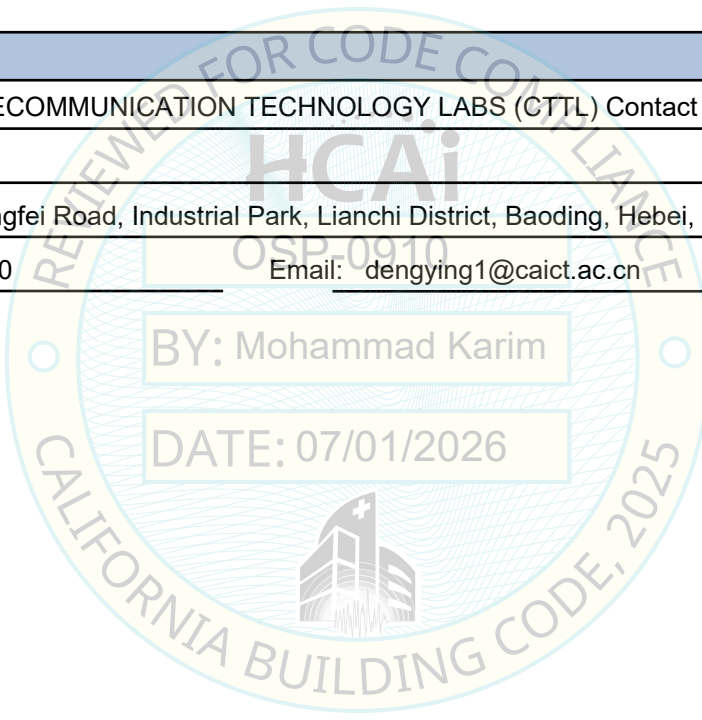 ECOMMUNICATION TECHNOLOGY LABS (CTTL) Contact
ngfei Road, Industrial Park, Lianchi District, Baoding, Hebei,
0 Email: dengying1@caict.ac.cn
REVIEWED FOR CODE COMPLIANCE
HCAi
OSP-0910
BY: Mohammad Karim
DATE: 07/01/2026
CALIFORNIA BUILDING CODE, 2025